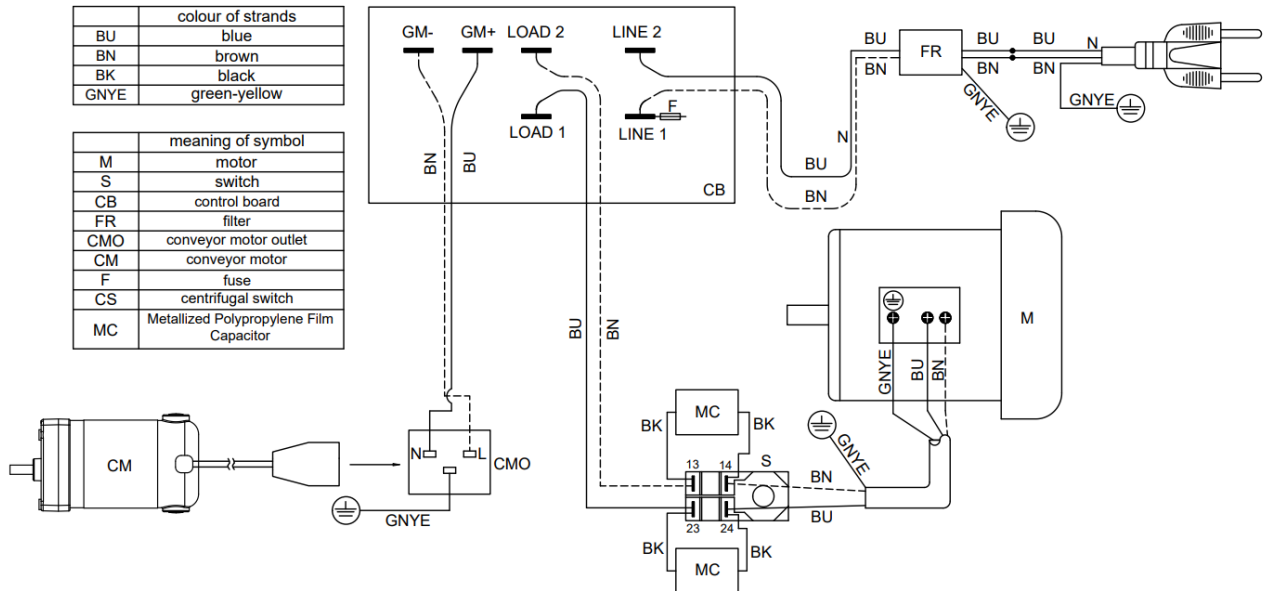 colour of strands
BU blue
BN brown
BK black
GNYE green-yellow
meaning of symbol
M motor
S switch
CB control board
FR filter
CMO conveyor motor outlet
CM conveyor motor
F fuse
CS centrifugal switch
MC Metallized Polypropylene Film
Capacitor
GM- GM+ LOAD 2 LINE 2
LOAD 1 LINE 1 F
BN BU
CB
BU BN
FR
BU BU N
BN BN
GNYE GNYE
N
BU
BN
BU BN
M
GNYE BU BN
CM
N L CMO
GNYE
MC
BK BK
13 14 S
BN
GNYE
BU
23 24
BK BK
MC